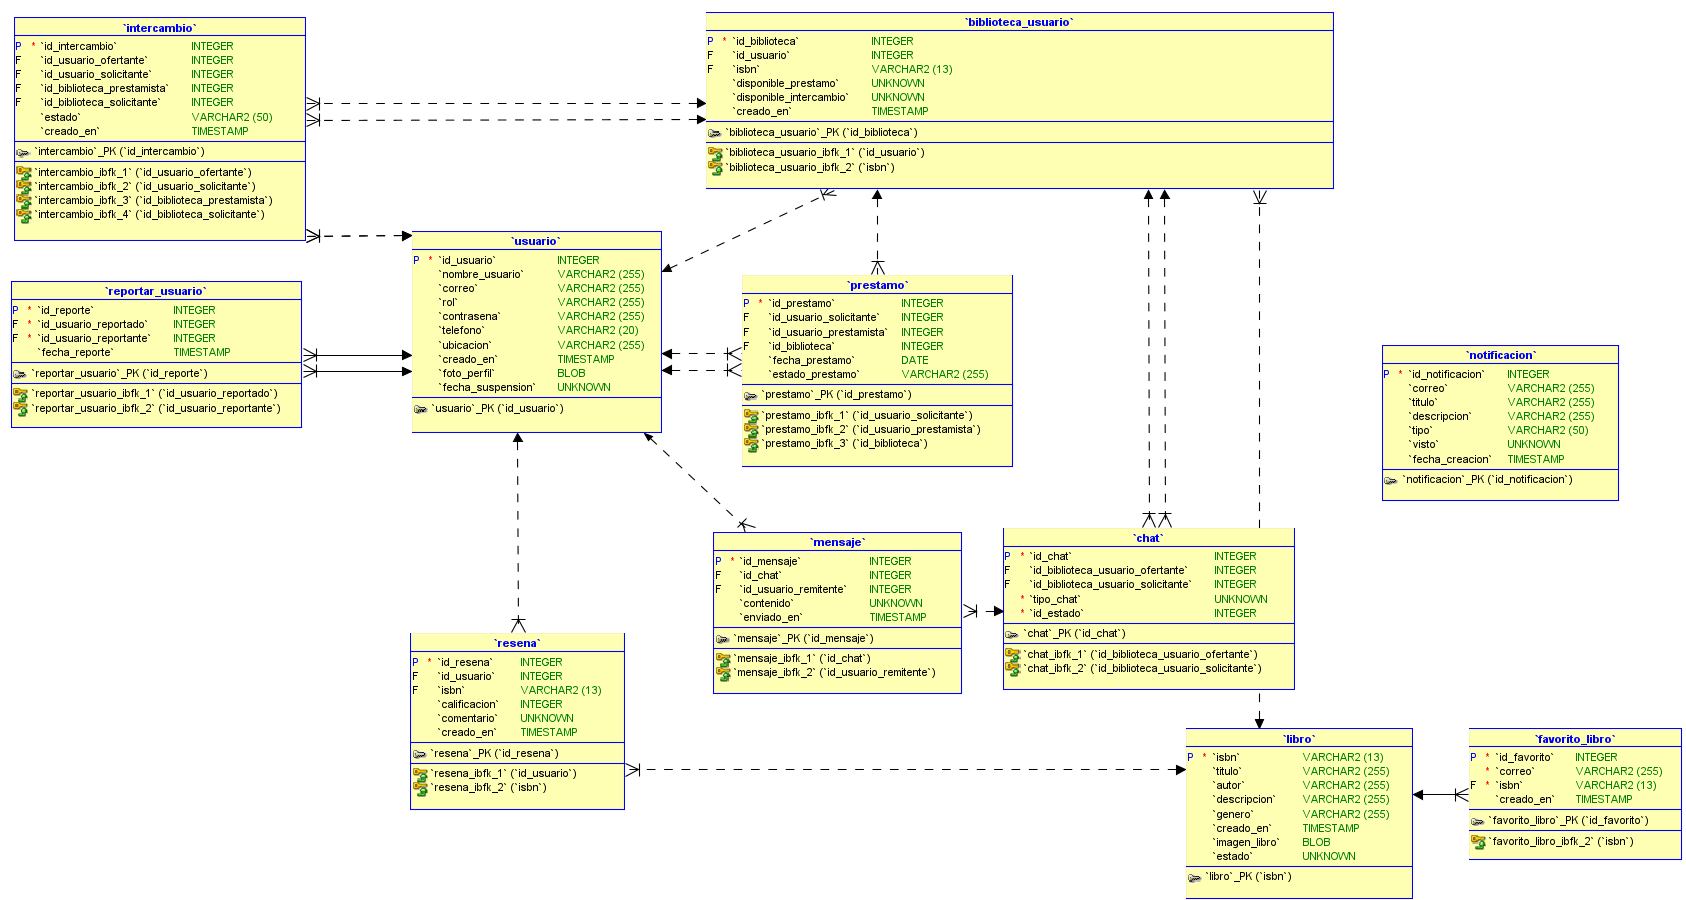 `intercambio`
P * `id_intercambio` INTEGER
F `id_usuario_ofertante` INTEGER
F `id_usuario_solicitante` INTEGER
F `id_biblioteca_prestamista` INTEGER
F `id_biblioteca_solicitante` INTEGER
`estado` VARCHAR2 (50)
`creado_en` TIMESTAMP
`intercambio`_PK (`id_intercambio`)
`intercambio_ibfk_1` (`id_usuario_ofertante`)
`intercambio_ibfk_2` (`id_usuario_solicitante`)
`intercambio_ibfk_3` (`id_biblioteca_prestamista`)
`intercambio_ibfk_4` (`id_biblioteca_solicitante`)
`biblioteca_usuario`
P * `id_biblioteca` INTEGER
F `id_usuario` INTEGER
F `isbn` VARCHAR2 (13)
`disponible_prestamo` UNKNOWN
`disponible_intercambio` UNKNOWN
`creado_en` TIMESTAMP
`biblioteca_usuario`_PK (`id_biblioteca`)
`biblioteca_usuario_ibfk_1` (`id_usuario`)
`biblioteca_usuario_ibfk_2` (`isbn`)
`usuario`
P * `id_usuario` INTEGER
`nombre_usuario` VARCHAR2 (255)
`correo` VARCHAR2 (255)
`rol` VARCHAR2 (255)
`contrasena` VARCHAR2 (255)
`telefono` VARCHAR2 (20)
`ubicacion` VARCHAR2 (255)
`creado_en` TIMESTAMP
`foto_perfil` BLOB
`fecha_suspension` UNKNOWN
`usuario`_PK (`id_usuario`)
`reportar_usuario`
P * `id_reporte` INTEGER
F * `id_usuario_reportado` INTEGER
F * `id_usuario_reportante` INTEGER
`fecha_reporte` TIMESTAMP
`reportar_usuario`_PK (`id_reporte`)
`reportar_usuario_ibfk_1` (`id_usuario_reportado`)
`reportar_usuario_ibfk_2` (`id_usuario_reportante`)
`prestamo`
P * `id_prestamo` INTEGER
F `id_usuario_solicitante` INTEGER
F `id_usuario_prestamista` INTEGER
F `id_biblioteca` INTEGER
`fecha_prestamo` DATE
`estado_prestamo` VARCHAR2 (255)
`prestamo`_PK (`id_prestamo`)
`prestamo_ibfk_1` (`id_usuario_solicitante`)
`prestamo_ibfk_2` (`id_usuario_prestamista`)
`prestamo_ibfk_3` (`id_biblioteca`)
`notificacion`
P * `id_notificacion` INTEGER
`correo` VARCHAR2 (255)
`titulo` VARCHAR2 (255)
`descripcion` VARCHAR2 (255)
`tipo` VARCHAR2 (50)
`visto` UNKNOWN
`fecha_creacion` TIMESTAMP
`notificacion`_PK (`id_notificacion`)
`mensaje`
P * `id_mensaje` INTEGER
F `id_chat` INTEGER
F `id_usuario_remitente` INTEGER
`contenido` UNKNOWN
`enviado_en` TIMESTAMP
`mensaje`_PK (`id_mensaje`)
`mensaje_ibfk_1` (`id_chat`)
`mensaje_ibfk_2` (`id_usuario_remitente`)
`chat`
P * `id_chat` INTEGER
F `id_biblioteca_usuario_ofertante` INTEGER
F `id_biblioteca_usuario_solicitante` INTEGER
* `tipo_chat` UNKNOWN
* `id_estado` INTEGER
`chat`_PK (`id_chat`)
`chat_ibfk_1` (`id_biblioteca_usuario_ofertante`)
`chat_ibfk_2` (`id_biblioteca_usuario_solicitante`)
`resena`
P * `id_resena` INTEGER
F `id_usuario` INTEGER
F `isbn` VARCHAR2 (13)
`calificacion` INTEGER
`comentario` UNKNOWN
`creado_en` TIMESTAMP
`resena`_PK (`id_resena`)
`resena_ibfk_1` (`id_usuario`)
`resena_ibfk_2` (`isbn`)
`libro`
P * `isbn` VARCHAR2 (13)
`titulo` VARCHAR2 (255)
`autor` VARCHAR2 (255)
`descripcion` VARCHAR2 (255)
`genero` VARCHAR2 (255)
`creado_en` TIMESTAMP
`imagen_libro` BLOB
`estado` UNKNOWN
`libro`_PK (`isbn`)
`favorito_libro`
P * `id_favorito` INTEGER
* `correo` VARCHAR2 (255)
F * `isbn` VARCHAR2 (13)
`creado_en` TIMESTAMP
`favorito_libro`_PK (`id_favorito`)
`favorito_libro_ibfk_2` (`isbn`)